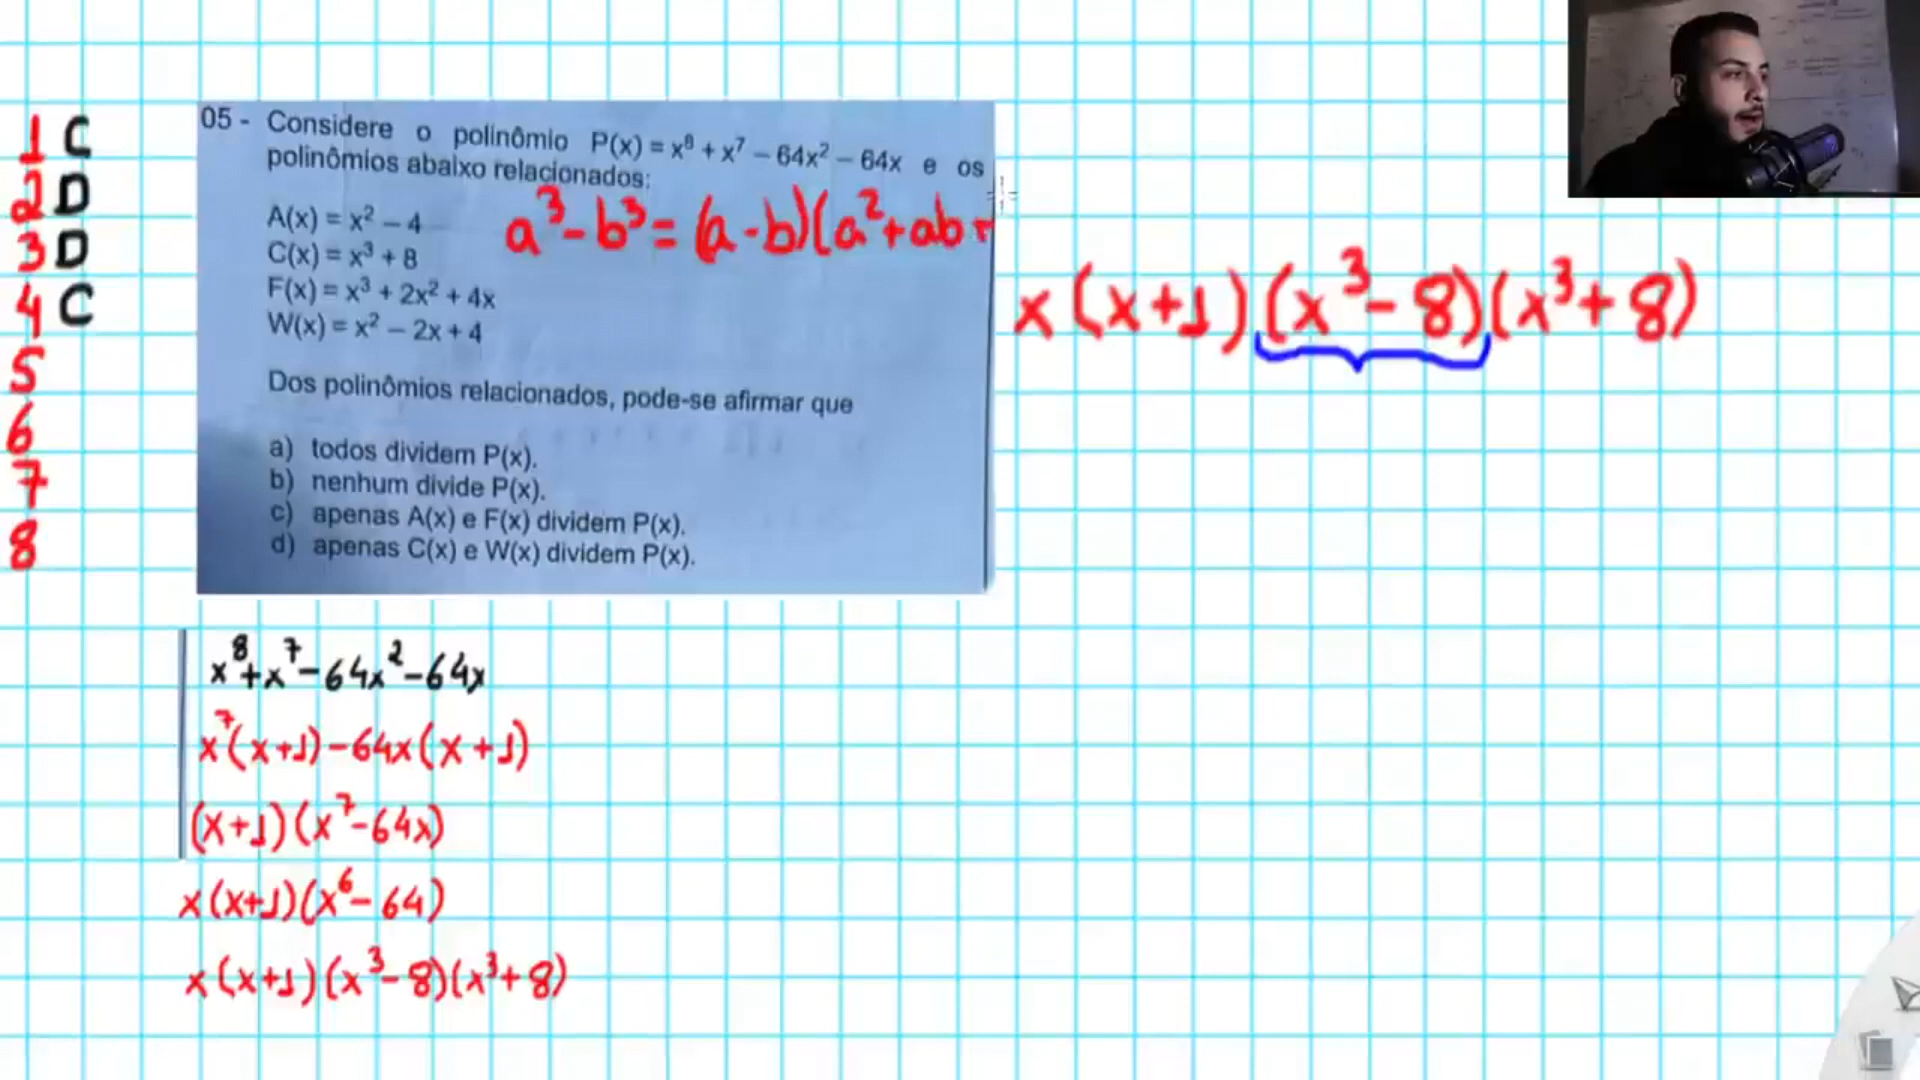 1 C
2 D
3 D
4 C
5
6
7
8
05 - Considere o polinômio P(x) = x⁸ + x⁷ – 64x² – 64x e os
polinômios abaixo relacionados:
A(x) = x² – 4
C(x) = x³ + 8
F(x) = x³ + 2x² + 4x
W(x) = x² – 2x + 4
a³-b³= (a-b)(a²+ab+
Dos polinômios relacionados, pode-se afirmar que
a) todos dividem P(x).
b) nenhum divide P(x).
c) apenas A(x) e F(x) dividem P(x).
d) apenas C(x) e W(x) dividem P(x).
x(x+1)(x³-8)(x³+8)
x⁸+x⁷-64x²-64x
x⁷(x+1)-64x(x+1)
(x+1)(x⁷-64x)
x(x+1)(x⁶-64)
x(x+1)(x³-8)(x³+8)